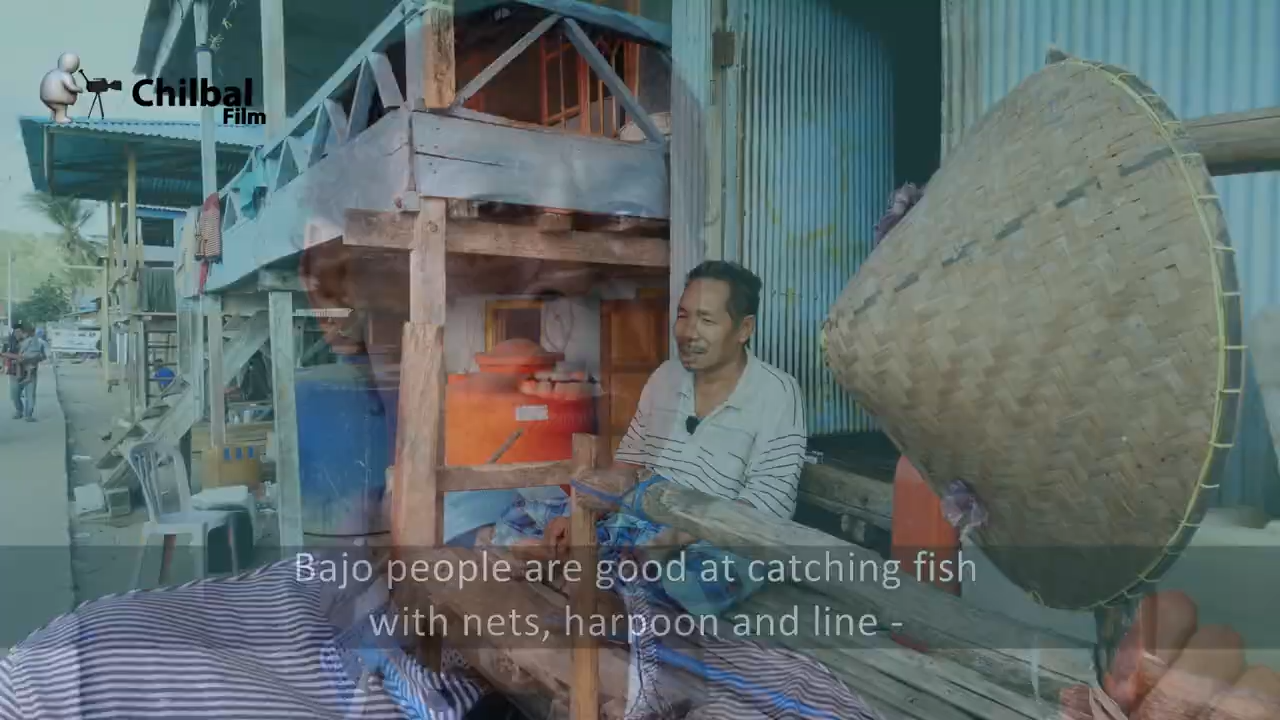 Chilbal
Film
Bajo people are good at catching fish
with nets, harpoon and line -